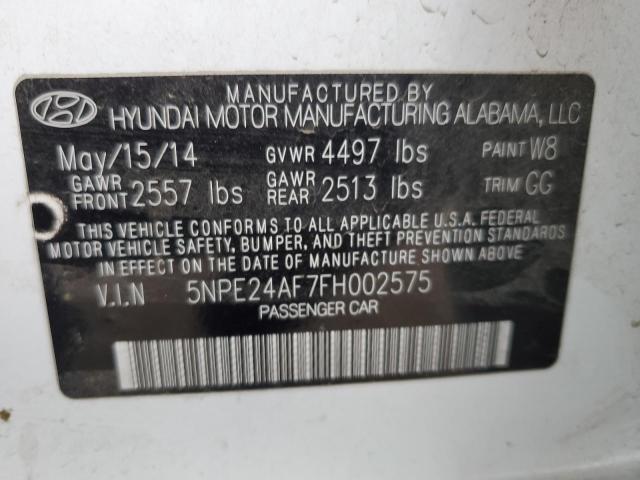 MANUFACTURED BY
HYUNDAI MOTOR MANUFACTURING ALABAMA, LLC
May/15/14 GVWR 4497 lbs PAINT W8
GAWR FRONT 2557 lbs GAWR REAR 2513 lbs TRIM GG
THIS VEHICLE CONFORMS TO ALL APPLICABLE U.S.A. FEDERAL
MOTOR VEHICLE SAFETY, BUMPER, AND THEFT PREVENTION STANDARDS
IN EFFECT ON THE DATE OF MANUFACTURE SHOWN ABOVE
V.I.N 5NPE24AF7FH002575
PASSENGER CAR